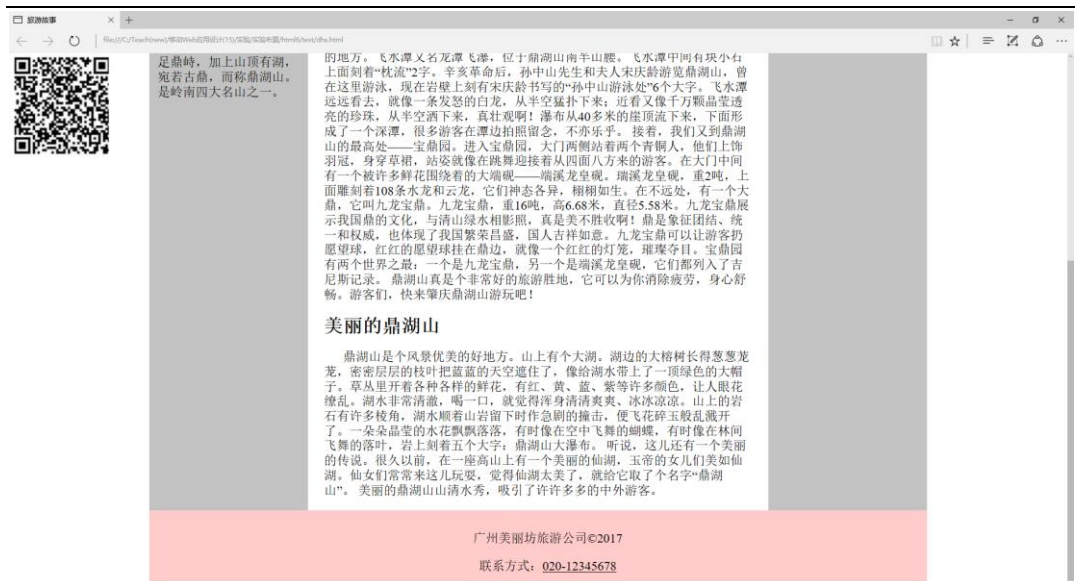 旅游故事
file:///C:/Teach(new)/移动Web应用设计(15)/实验/实验布置/html6/text/dhs.html
足鼎峙，加上山顶有湖，
宛若古鼎，而称鼎湖山。
是岭南四大名山之一。
的地方。飞水潭又名龙潭飞瀑，位于鼎湖山南半山腰。飞水潭中间有块小石
上面刻着“枕流”2字。辛亥革命后，孙中山先生和夫人宋庆龄游览鼎湖山，曾
在这里游泳，现在岩壁上刻有宋庆龄书写的“孙中山游泳处”6个大字。飞水潭
远远看去，就像一条发怒的白龙，从半空猛扑下来；近看又像千万颗晶莹透
亮的珍珠，从半空洒下来，真壮观啊！瀑布从40多米的崖顶流下来，下面形
成了一个深潭，很多游客在潭边拍照留念，不亦乐乎。 接着，我们又到鼎湖
山的最高处——宝鼎园。进入宝鼎园，大门两侧站着两个青铜人，他们上饰
羽冠，身穿草裙，站姿就像在跳舞迎接着从四面八方来的游客。在大门中间
有一个被许多鲜花围绕着的大端砚——端溪龙皇砚。瑞溪龙皇砚，重2吨，上
面雕刻着108条水龙和云龙，它们神态各异，栩栩如生。在不远处，有一个大
鼎，它叫九龙宝鼎。九龙宝鼎，重16吨，高6.68米，直径5.58米。九龙宝鼎展
示我国鼎的文化，与清山绿水相影照，真是美不胜收啊！鼎是象征团结、统
一和权威，也体现了我国繁荣昌盛，国人吉祥如意。九龙宝鼎可以让游客扔
愿望球，红红的愿望球挂在鼎边，就像一个红红的灯笼，璀璨夺目。宝鼎园
有两个世界之最：一个是九龙宝鼎，另一个是端溪龙皇砚，它们都列入了吉
尼斯记录。 鼎湖山真是个非常好的旅游胜地，它可以为你消除疲劳，身心舒
畅。游客们，快来肇庆鼎湖山游玩吧！
美丽的鼎湖山
鼎湖山是个风景优美的好地方。山上有个大湖。湖边的大榕树长得葱葱茏
茏，密密层层的枝叶把蓝蓝的天空遮住了，像给湖水带上了一顶绿色的大帽
子。草丛里开着各种各样的鲜花，有红、黄、蓝、紫等许多颜色，让人眼花
缭乱。湖水非常清澈，喝一口，就觉得浑身清清爽爽、冰冰凉凉。山上的岩
石有许多棱角，湖水顺着山岩留下时作急剧的撞击，便飞花碎玉般乱溅开
了。一朵朵晶莹的水花飘飘落落，有时像在空中飞舞的蝴蝶，有时像在林间
飞舞的落叶，岩上刻着五个大字：鼎湖山大瀑布。 听说，这儿还有一个美丽
的传说。很久以前，在一座高山上有一个美丽的仙湖，玉帝的女儿们美如仙
湖。仙女们常常来这儿玩耍，觉得仙湖太美了，就给它取了个名字“鼎湖
山”。 美丽的鼎湖山山清水秀，吸引了许许多多的中外游客。
广州美丽坊旅游公司©2017
联系方式：020-12345678